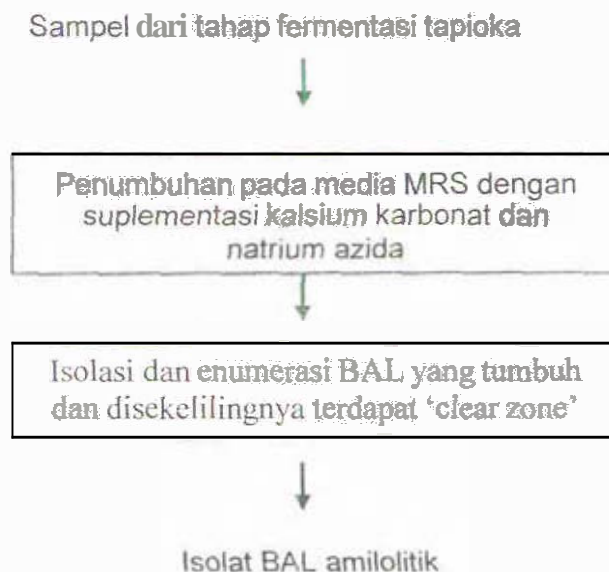 Sampel dari tahap fermentasi tapioka
Penumbuhan pada media MRS dengan
suplementasi kalsium karbonat dan
natrium azida
Isolasi dan enumerasi BAL yang tumbuh
dan disekelilingnya terdapat ‘clear zone’
Isolat BAL amilolitik